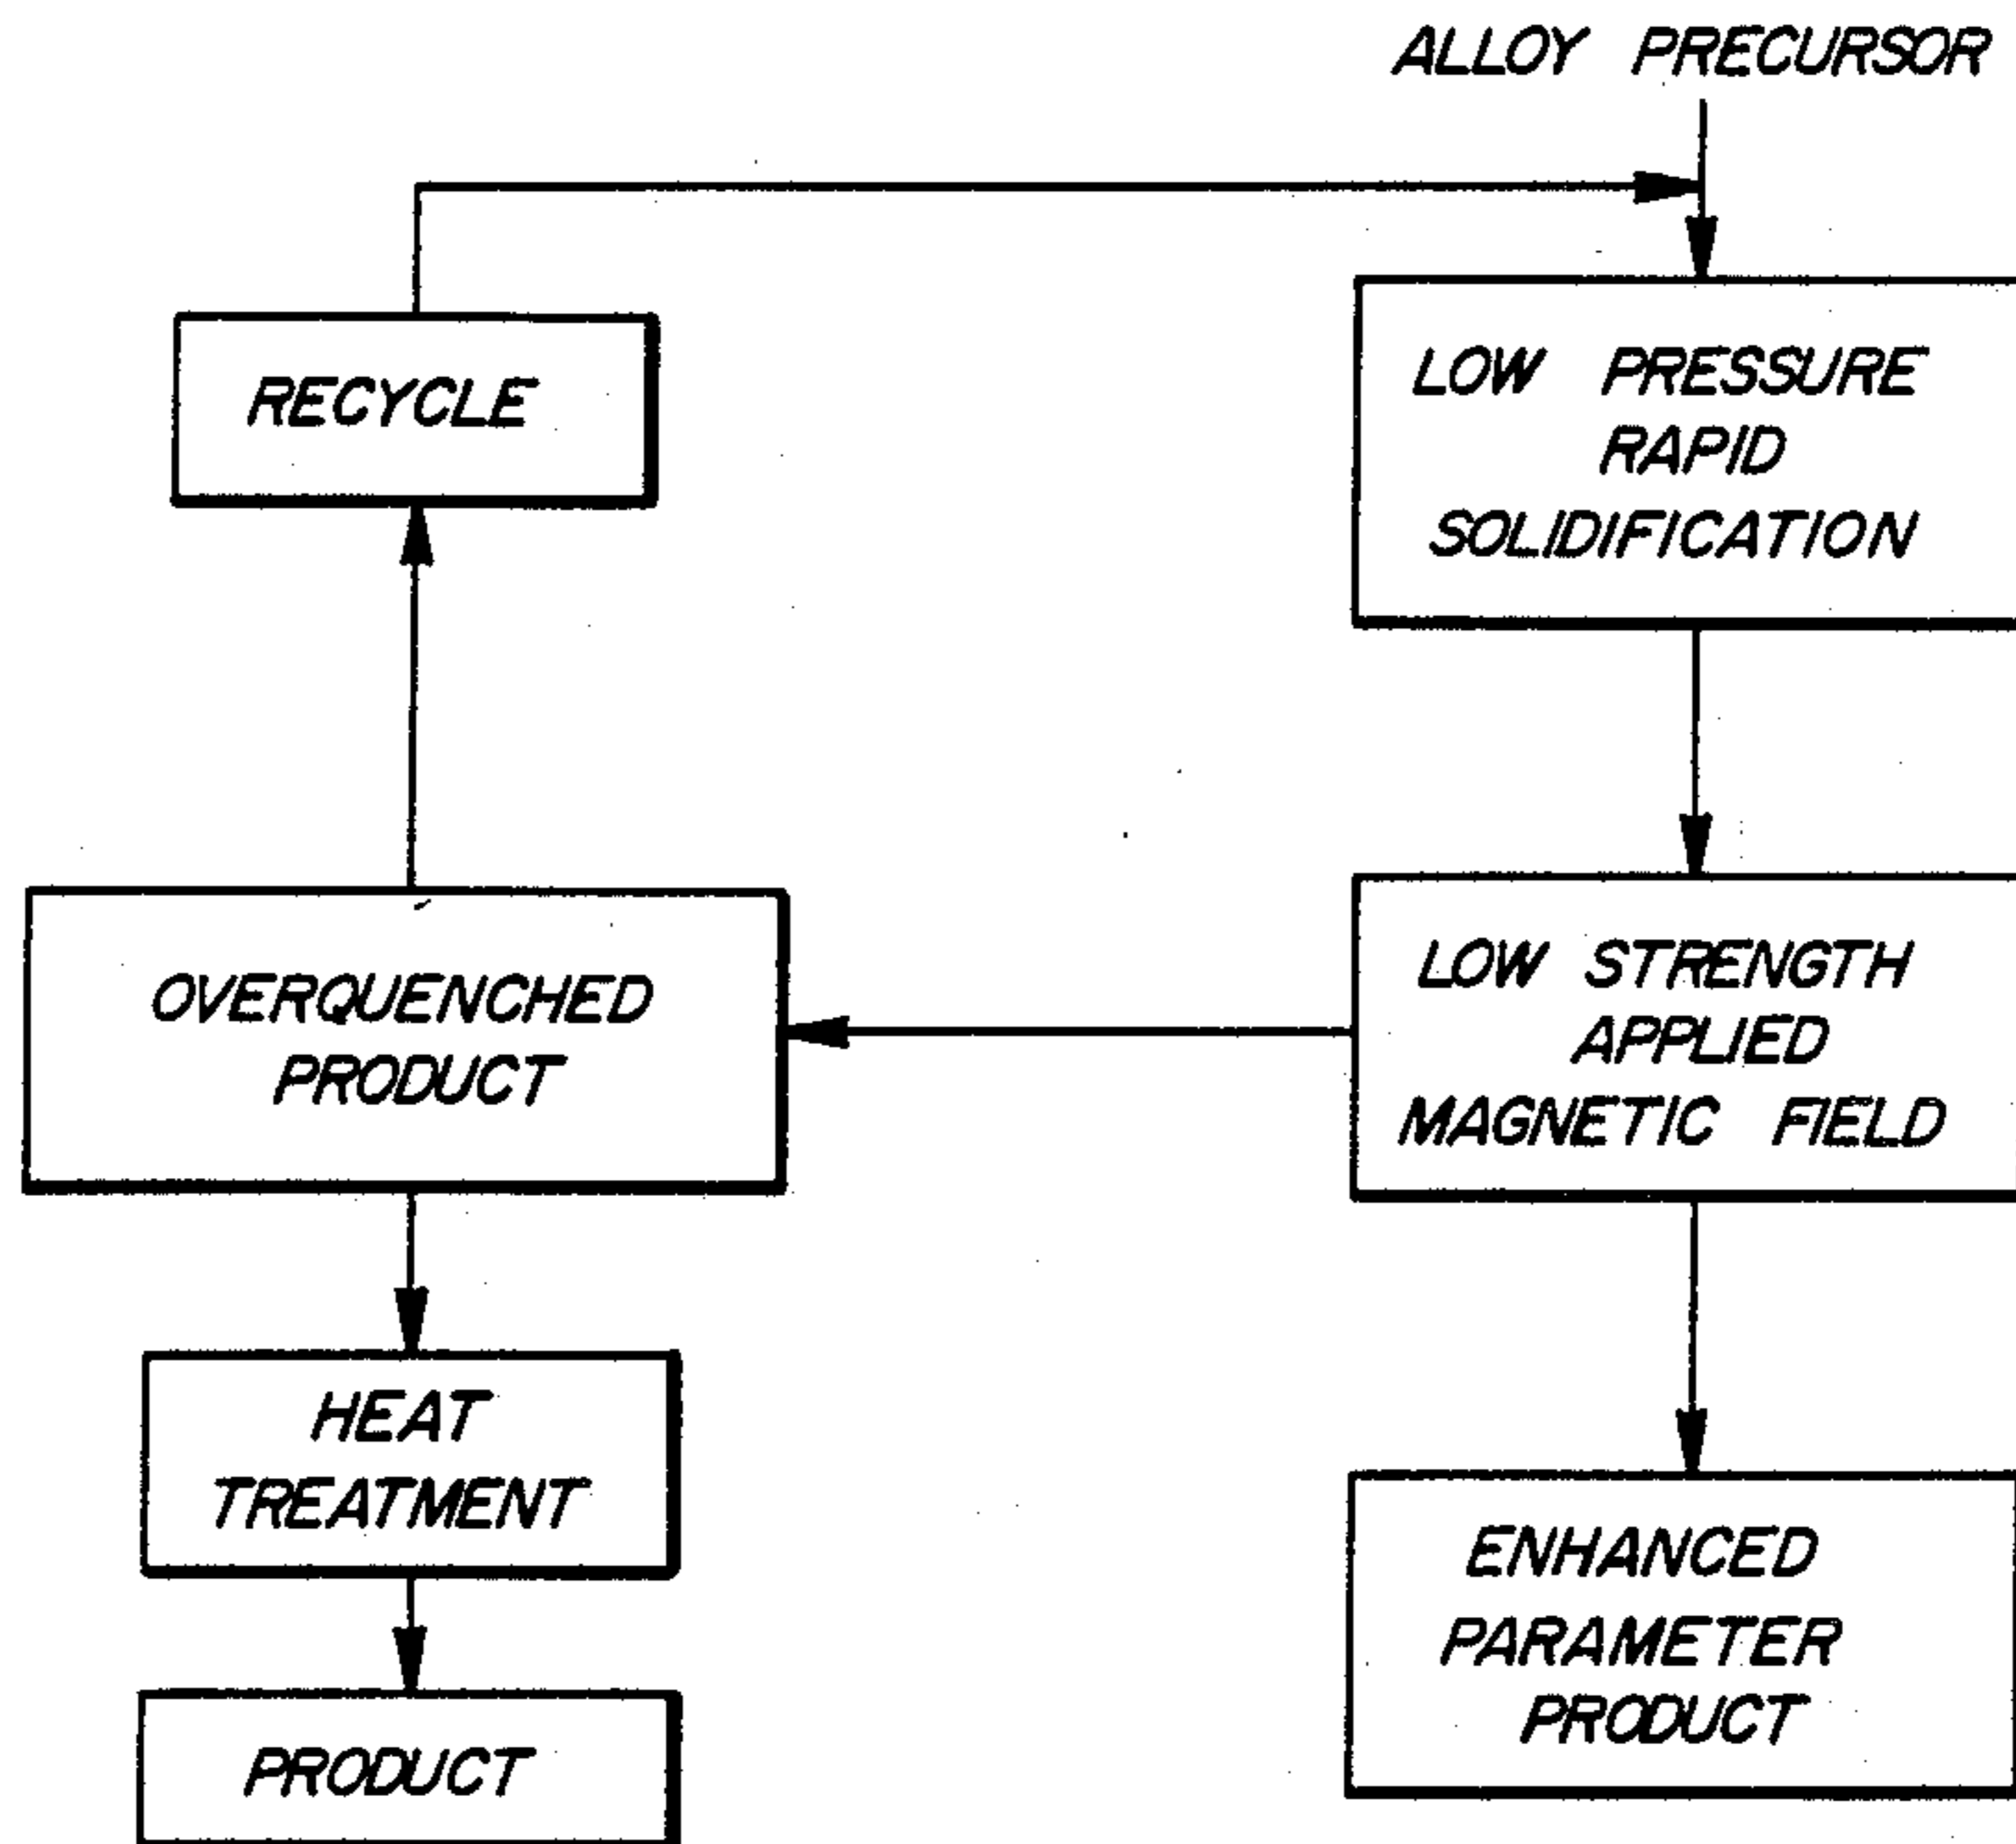 ALLOY PRECURSOR
RECYCLE
LOW PRESSURE
RAPID
SOLIDIFICATION
OVERQUENCHED
PRODUCT
LOW STRENGTH
APPLIED
MAGNETIC FIELD
HEAT
TREATMENT
PRODUCT
ENHANCED
PARAMETER
PRODUCT